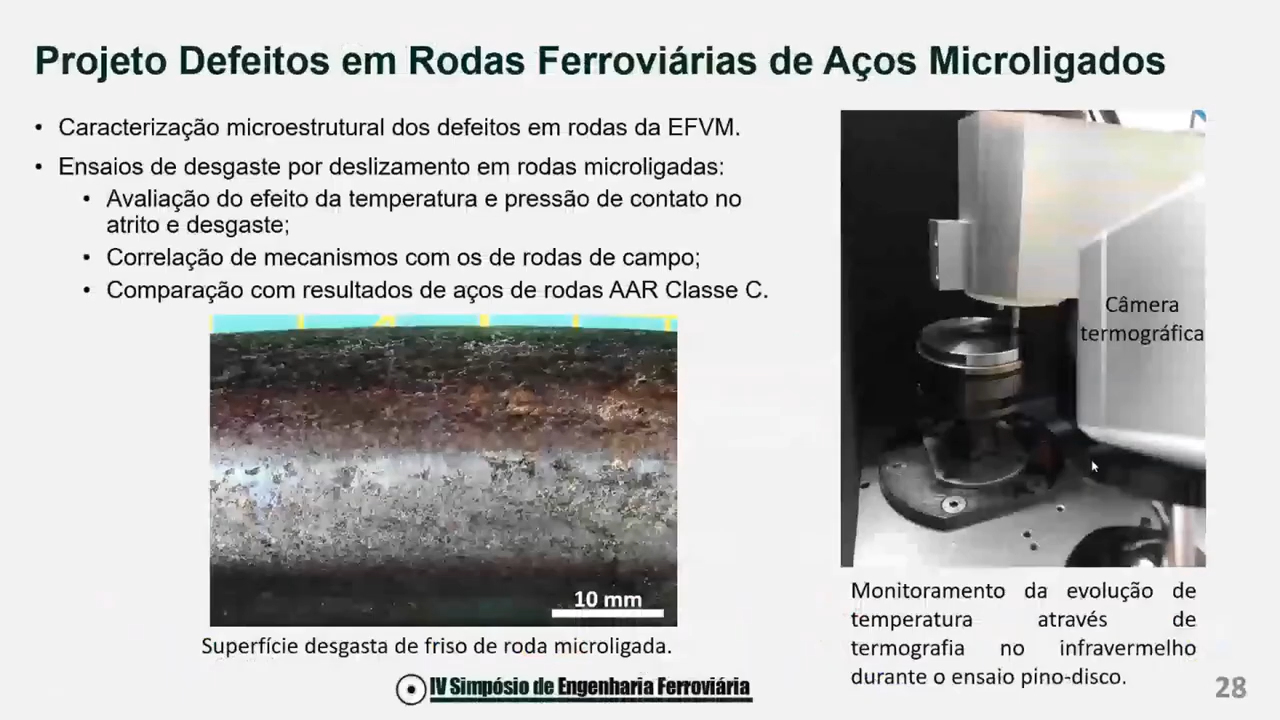 Projeto Defeitos em Rodas Ferroviárias de Aços Microligados
• Caracterização microestrutural dos defeitos em rodas da EFVM.
• Ensaios de desgaste por deslizamento em rodas microligadas:
• Avaliação do efeito da temperatura e pressão de contato no
atrito e desgaste;
• Correlação de mecanismos com os de rodas de campo;
• Comparação com resultados de aços de rodas AAR Classe C.
10 mm
Superfície desgasta de friso de roda microligada.
Câmera
termográfica
Monitoramento da evolução de
temperatura através de
termografia no infravermelho
durante o ensaio pino-disco.
IV Simpósio de Engenharia Ferroviária
28